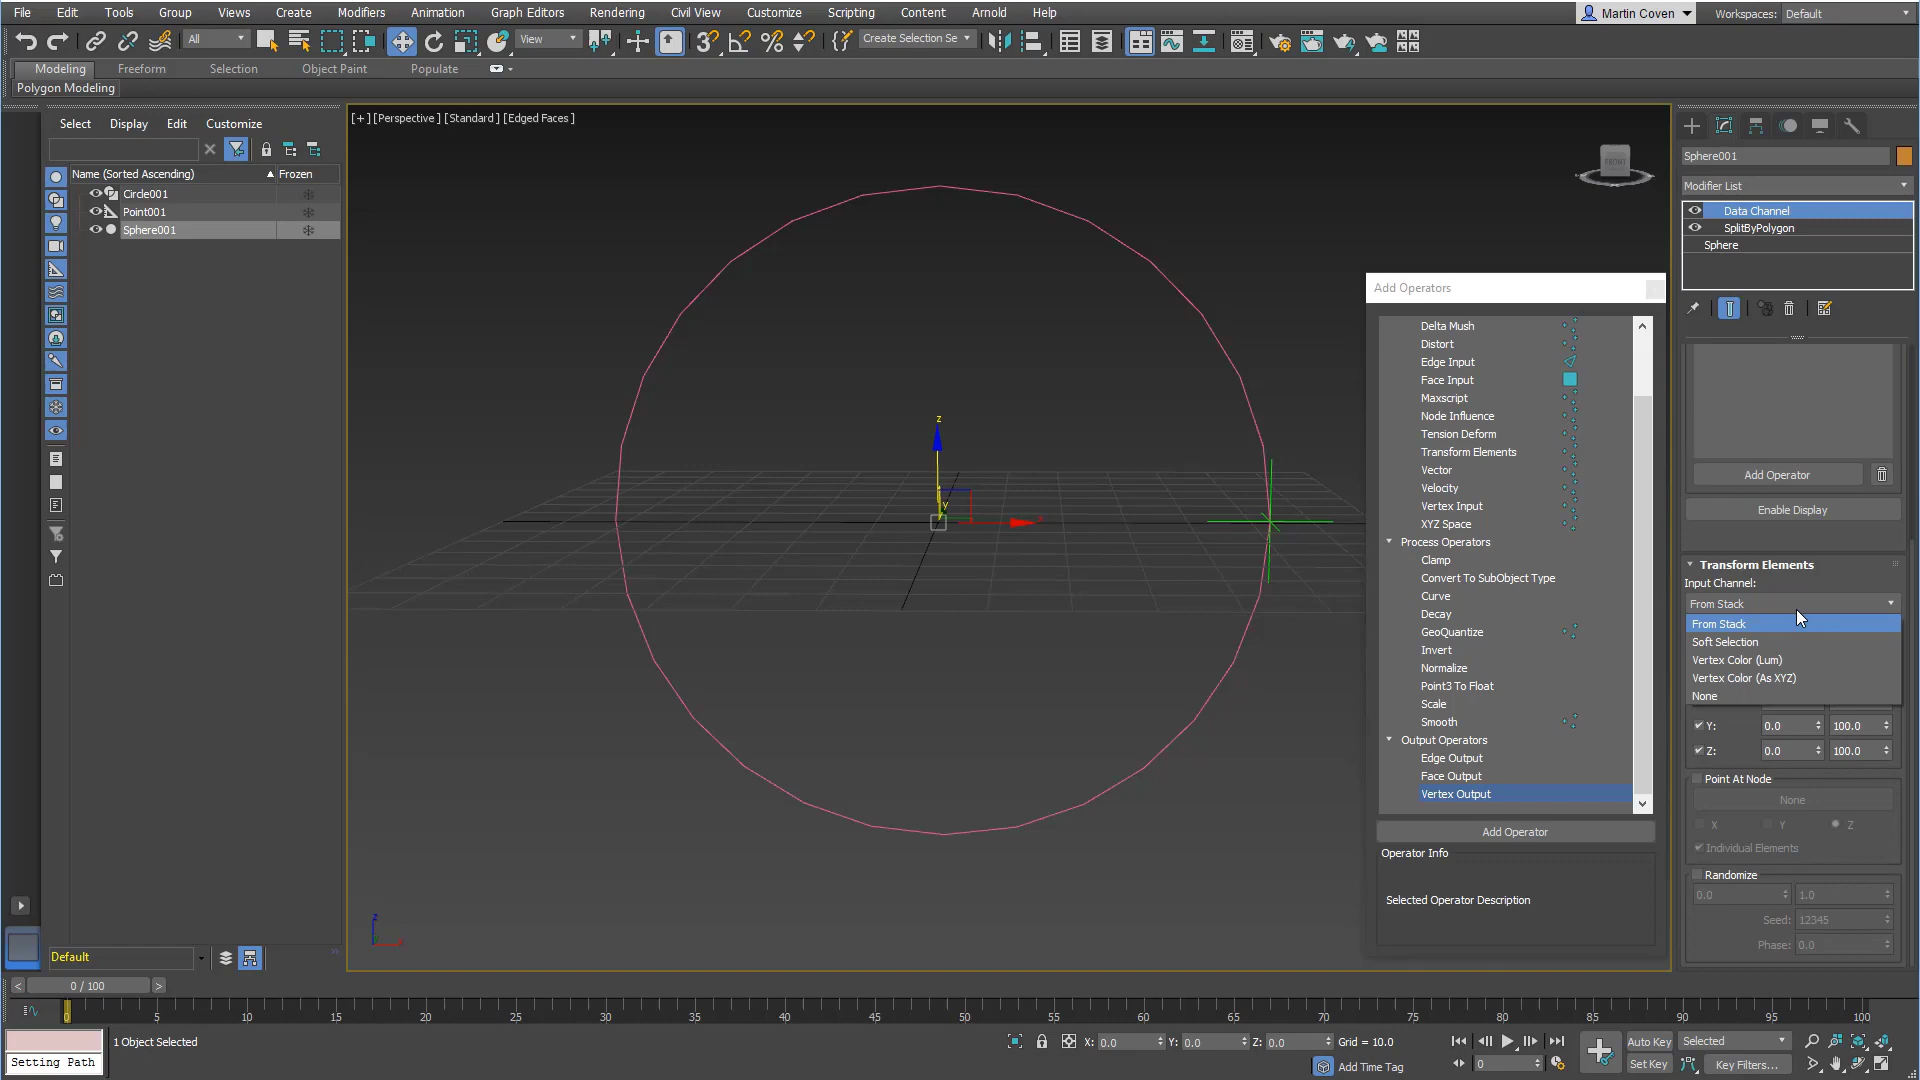 File Edit Tools Group Views Create Modifiers Animation Graph Editors Rendering Civil View Customize Scripting Content Arnold Help Martin Coven Workspaces: Default
All View Create Selection Se
Modeling Freeform Selection Object Paint Populate
Polygon Modeling
Select Display Edit Customize
Name (Sorted Ascending) Frozen
Circle001
Point001
Sphere001
Default
[+] [Perspective] [Standard] [Edged Faces]
FRONT
z
y
x
Add Operators
Delta Mush
Distort
Edge Input
Face Input
Maxscript
Node Influence
Tension Deform
Transform Elements
Vector
Velocity
Vertex Input
XYZ Space
Process Operators
Clamp
Convert To SubObject Type
Curve
Decay
GeoQuantize
Invert
Normalize
Point3 To Float
Scale
Smooth
Output Operators
Edge Output
Face Output
Vertex Output
Add Operator
Operator Info
Selected Operator Description
Sphere001
Modifier List
Data Channel
SplitByPolygon
Sphere
Add Operator
Enable Display
Transform Elements
Input Channel:
From Stack
From Stack
Soft Selection
Vertex Color (Lum)
Vertex Color (As XYZ)
None
Y: 0.0 100.0
Z: 0.0 100.0
Point At Node
None
X Y Z
Individual Elements
Randomize
0.0 1.0
Seed: 12345
Phase: 0.0
< 0 / 100 >
0 5 10 15 20 25 30 35 40 45 50 55 60 65 70 75 80 85 90 95 100
1 Object Selected X: 0.0 Y: 0.0 Z: 0.0 Grid = 10.0 Auto Key Selected
Setting Path Add Time Tag 0 Set Key Key Filters...